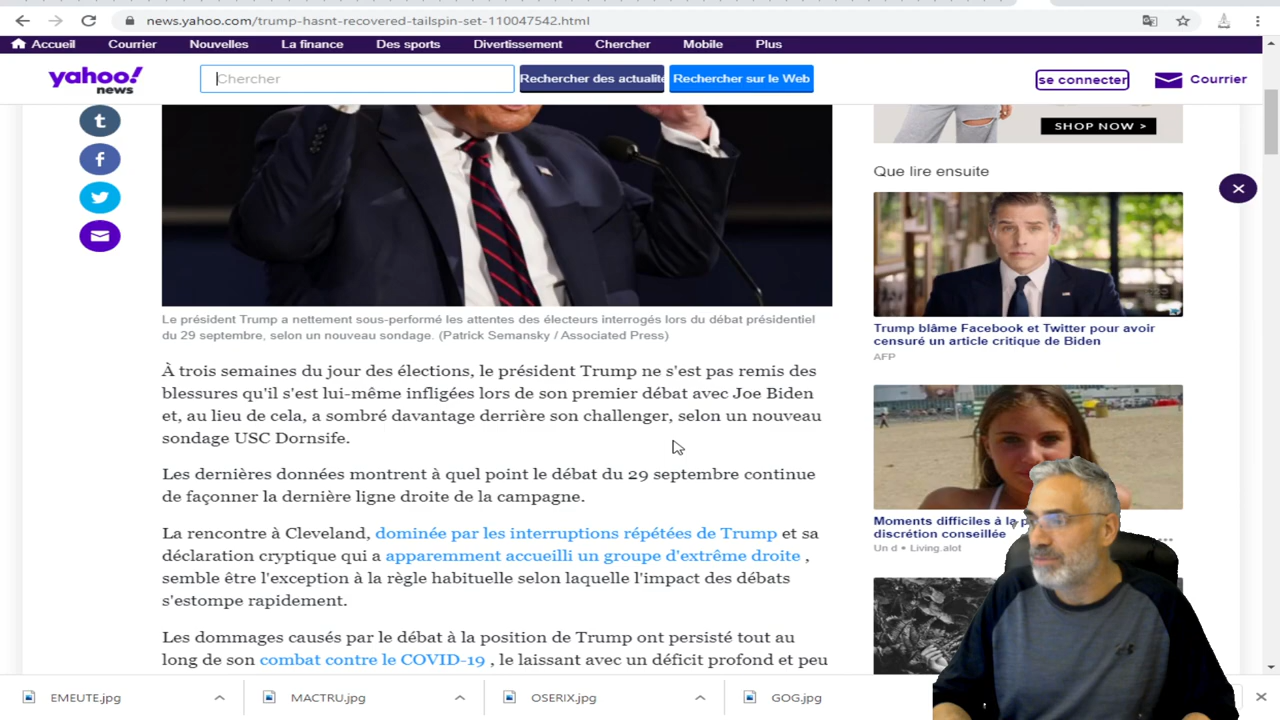 news.yahoo.com/trump-hasnt-recovered-tailspin-set-110047542.html
Accueil Courrier Nouvelles La finance Des sports Divertissement Chercher Mobile Plus
yahoo!
news
Chercher
Rechercher des actualité
Rechercher sur le Web
se connecter
Courrier
t
f
SHOP NOW >
Que lire ensuite
Trump blâme Facebook et Twitter pour avoir
censuré un article critique de Biden
AFP
Moments difficiles à la p
discrétion conseillée
Un d • Living.alot
Le président Trump a nettement sous-performé les attentes des électeurs interrogés lors du débat présidentiel
du 29 septembre, selon un nouveau sondage. (Patrick Semansky / Associated Press)
À trois semaines du jour des élections, le président Trump ne s'est pas remis des
blessures qu'il s'est lui-même infligées lors de son premier débat avec Joe Biden
et, au lieu de cela, a sombré davantage derrière son challenger, selon un nouveau
sondage USC Dornsife.
Les dernières données montrent à quel point le débat du 29 septembre continue
de façonner la dernière ligne droite de la campagne.
La rencontre à Cleveland, dominée par les interruptions répétées de Trump et sa
déclaration cryptique qui a apparemment accueilli un groupe d'extrême droite ,
semble être l'exception à la règle habituelle selon laquelle l'impact des débats
s'estompe rapidement.
Les dommages causés par le débat à la position de Trump ont persisté tout au
long de son combat contre le COVID-19 , le laissant avec un déficit profond et peu
EMEUTE.jpg
MACTRU.jpg
OSERIX.jpg
GOG.jpg